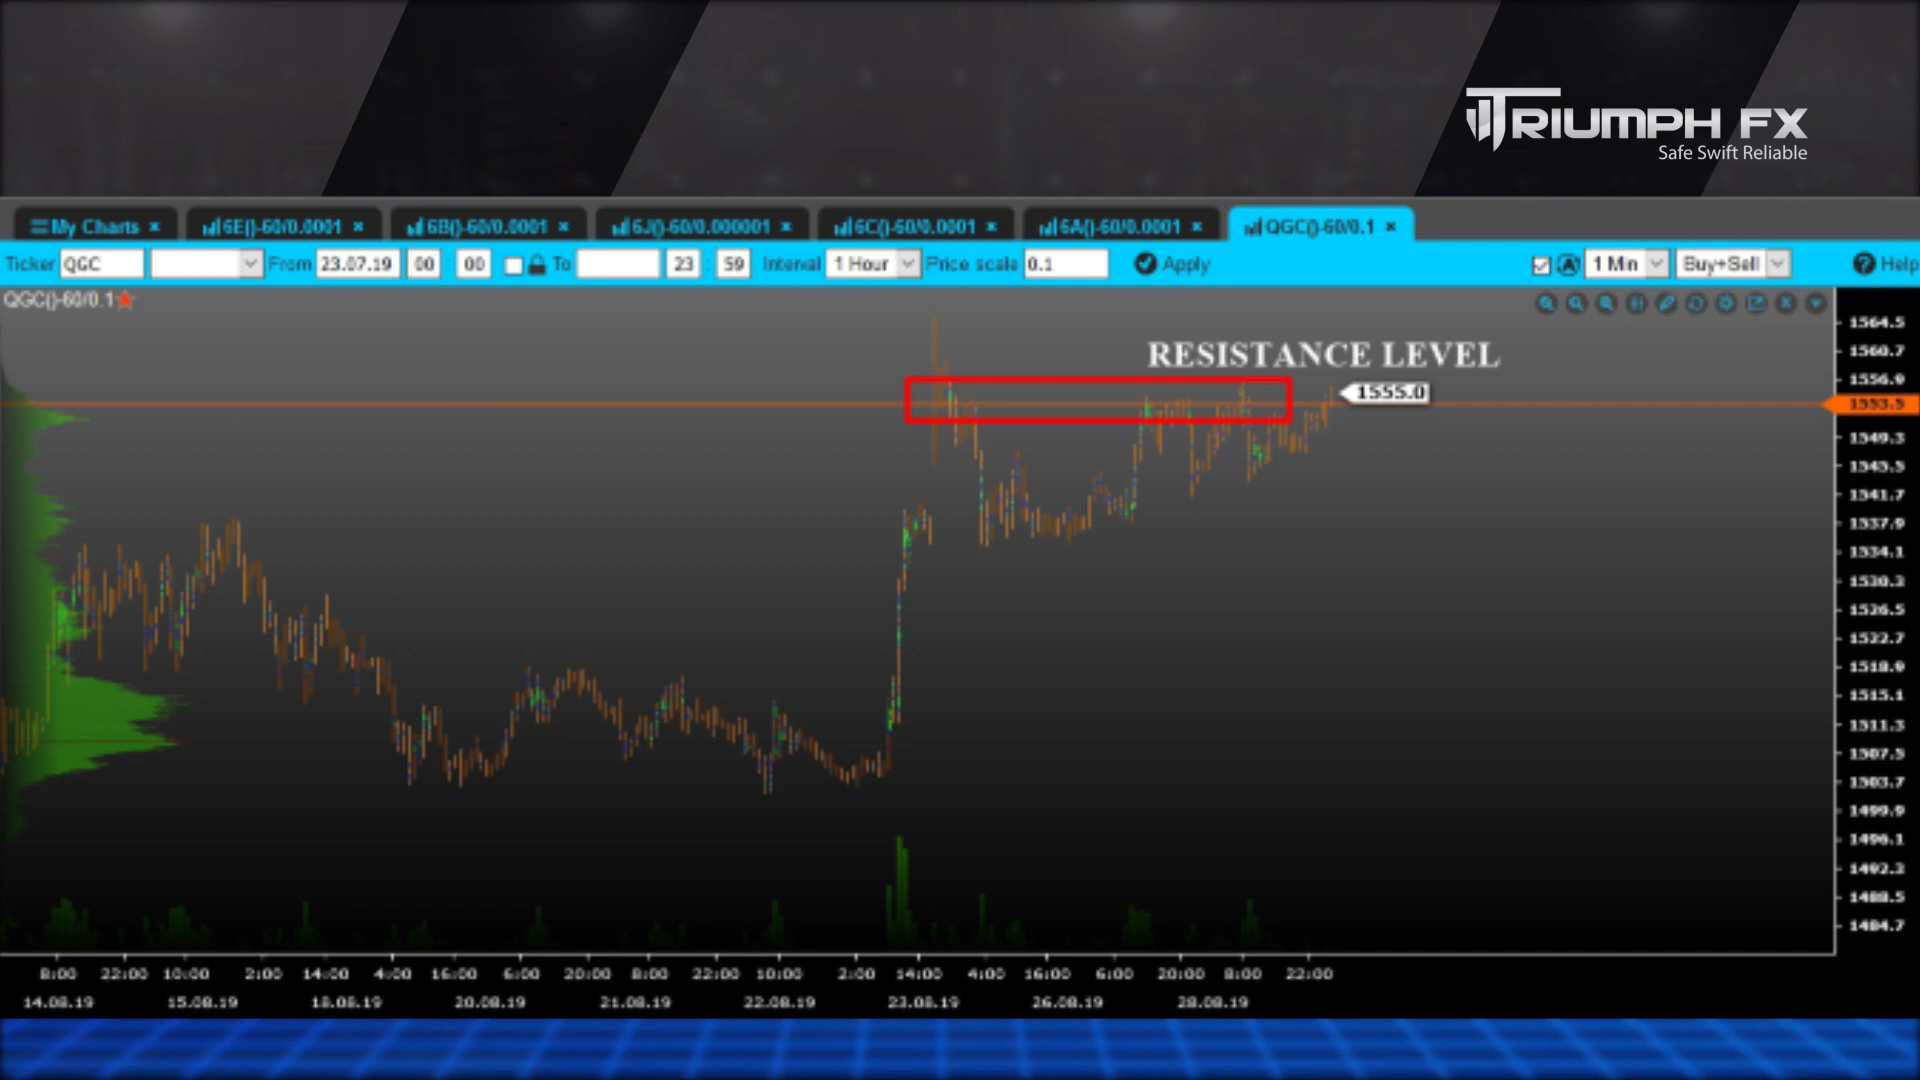 TRIUMPH FX
Safe Swift Reliable
My Charts × 6E()-60/0.0001 × 6B()-60/0.0001 × 6J()-60/0.000001 × 6C()-60/0.0001 × 6A()-60/0.0001 × QGC()-60/0.1 ×
Ticker QGC From 23.07.19 00 : 00 To 23 : 59 Interval 1 Hour Price scale 0.1 Apply A 1 Min Buy+Sell Help
QGC()-60/0.1
RESISTANCE LEVEL
1555.0
1564.5
1560.7
1556.9
1553.5
1549.3
1545.5
1541.7
1537.9
1534.1
1530.3
1526.5
1522.7
1518.9
1515.1
1511.3
1507.5
1503.7
1499.9
1496.1
1492.3
1488.5
1484.7
8:00 22:00 10:00 2:00 14:00 4:00 16:00 6:00 20:00 8:00 22:00 10:00 2:00 14:00 4:00 16:00 6:00 20:00 8:00 22:00
14.08.19 15.08.19 18.08.19 20.08.19 21.08.19 22.08.19 23.08.19 26.08.19 28.08.19